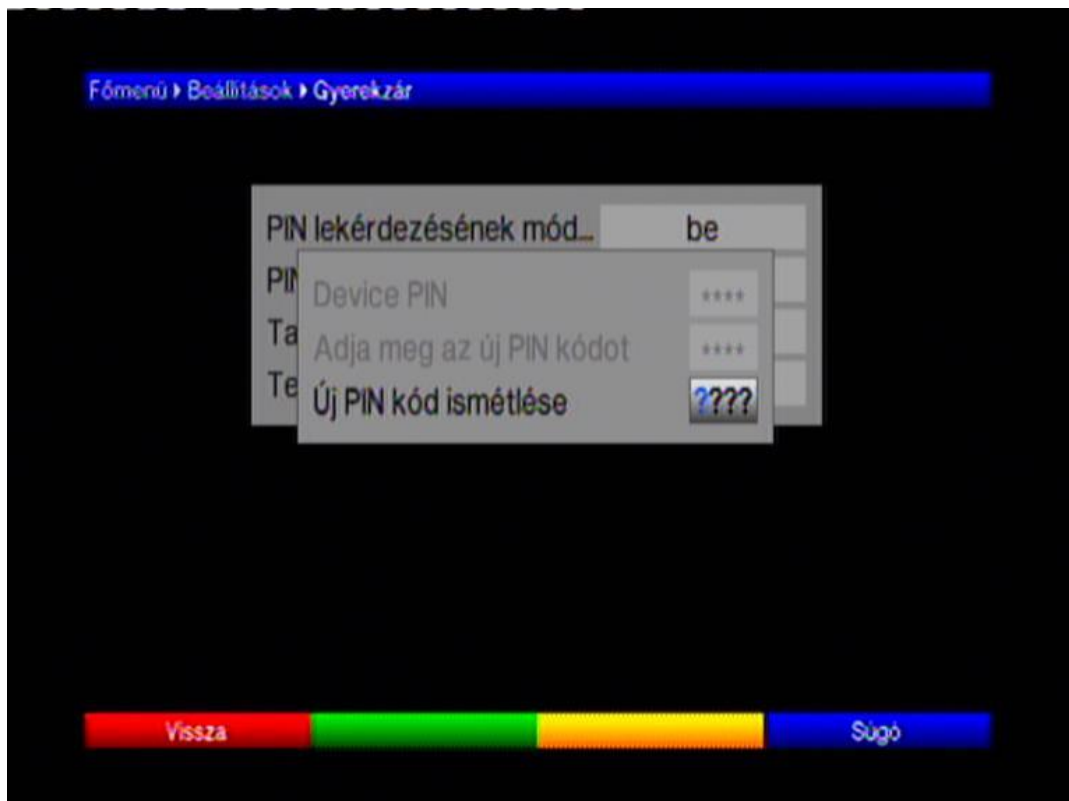 Főmenü Beállítások Gyerekzár
PIN lekérdezésének mód... be
Device PIN ****
Adja meg az új PIN kódot ****
Új PIN kód ismétlése ????
Vissza Súgó